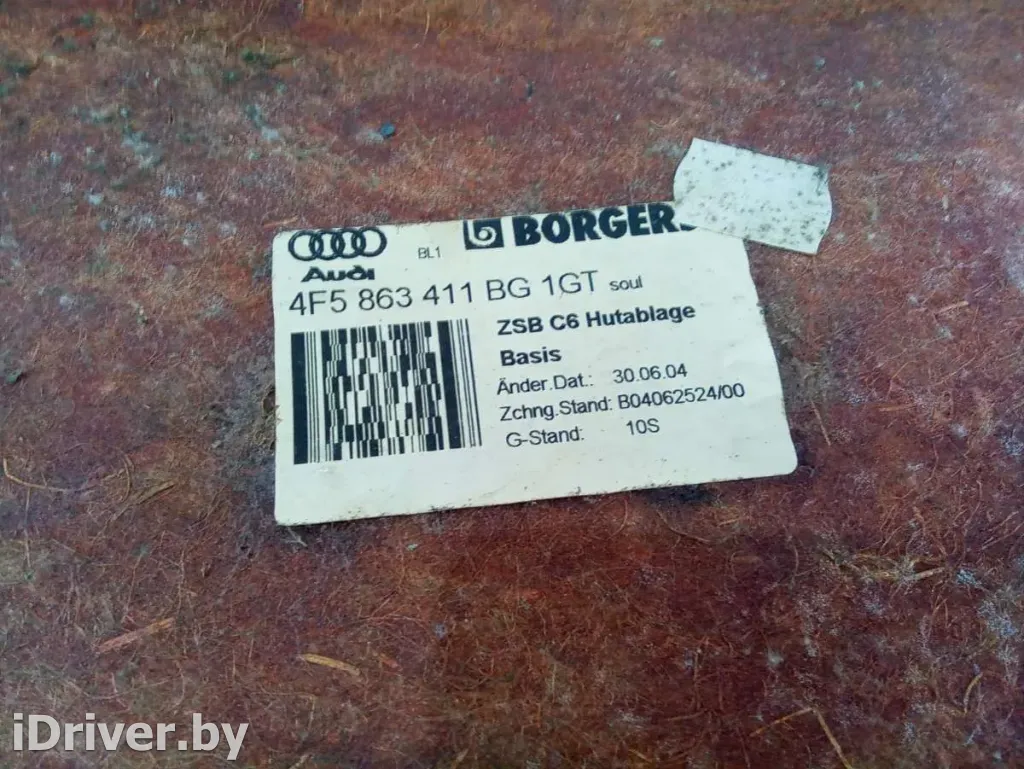 Audi
BL1
BORGERS
4F5 863 411 BG 1GT soul
ZSB C6 Hutablage
Basis
Änder.Dat.: 30.06.04
Zchng.Stand: B04062524/00
G-Stand: 10S
iDriver.by